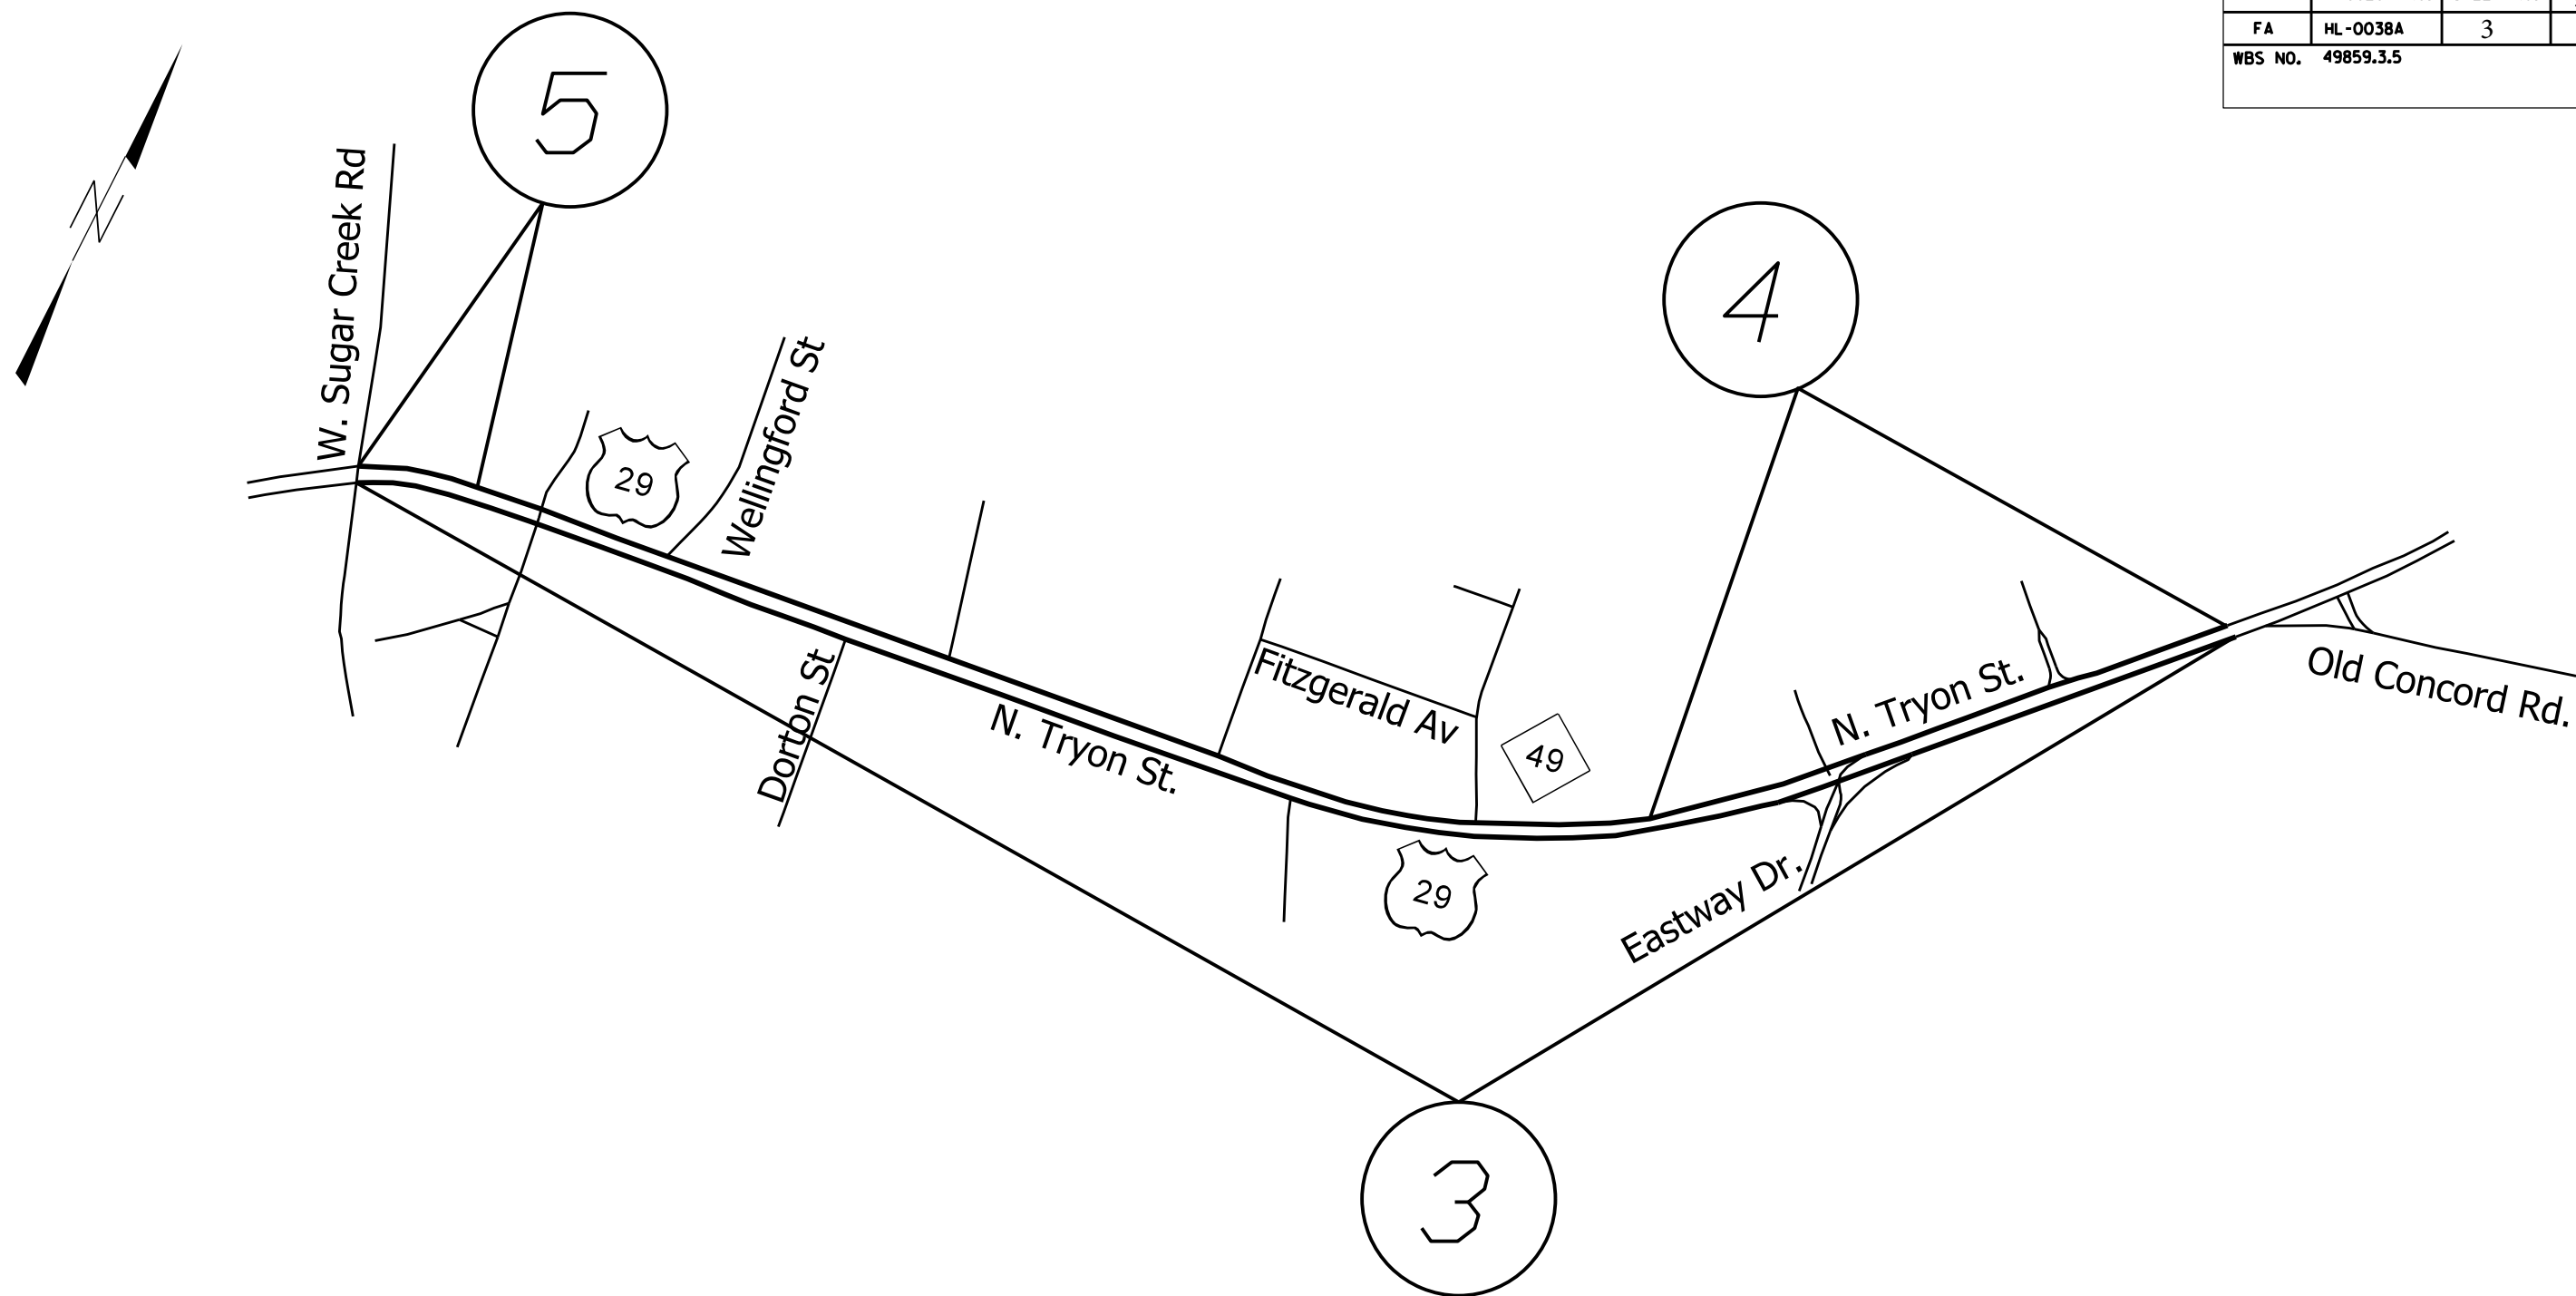 FA HL-0038A 3
WBS NO. 49859.3.5
5
N
W. Sugar Creek Rd
4
29
Wellingford St
Fitzgerald Av
49
N. Tryon St.
Old Concord Rd.
Dorton St
N. Tryon St.
29
Eastway Dr.
3